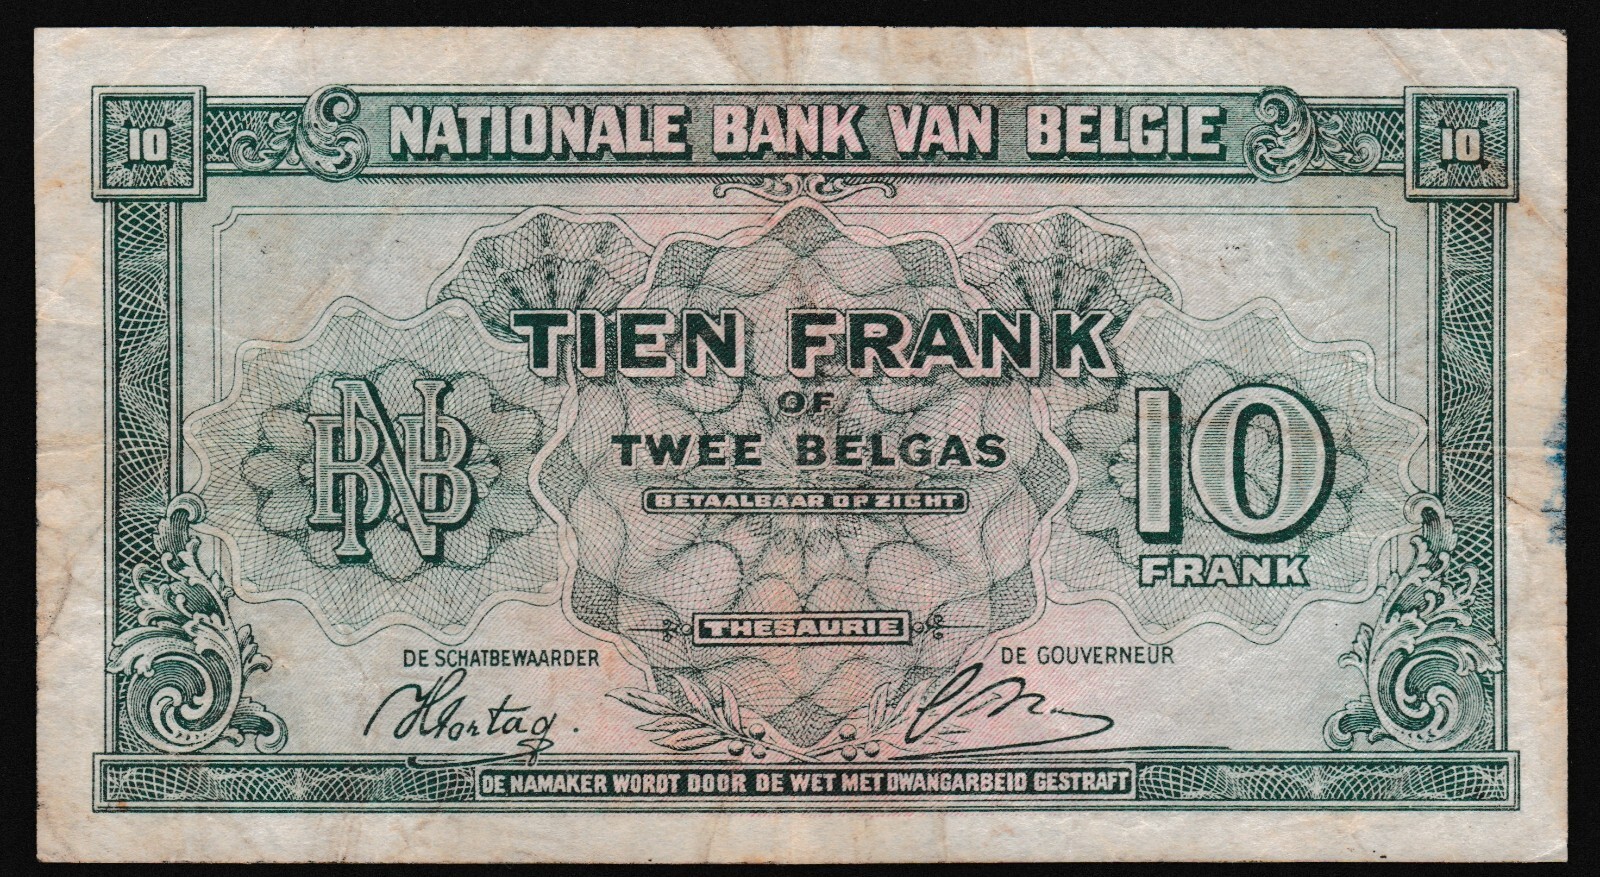 10 NATIONALE BANK VAN BELGIE 10
TIEN FRANK
OF
TWEE BELGAS
BETAALBAAR OP ZICHT
BNB
10
FRANK
THESAURIE
DE SCHATBEWAARDER
DE GOUVERNEUR
DE NAMAKER WORDT DOOR DE WET MET DWANGARBEID GESTRAFT